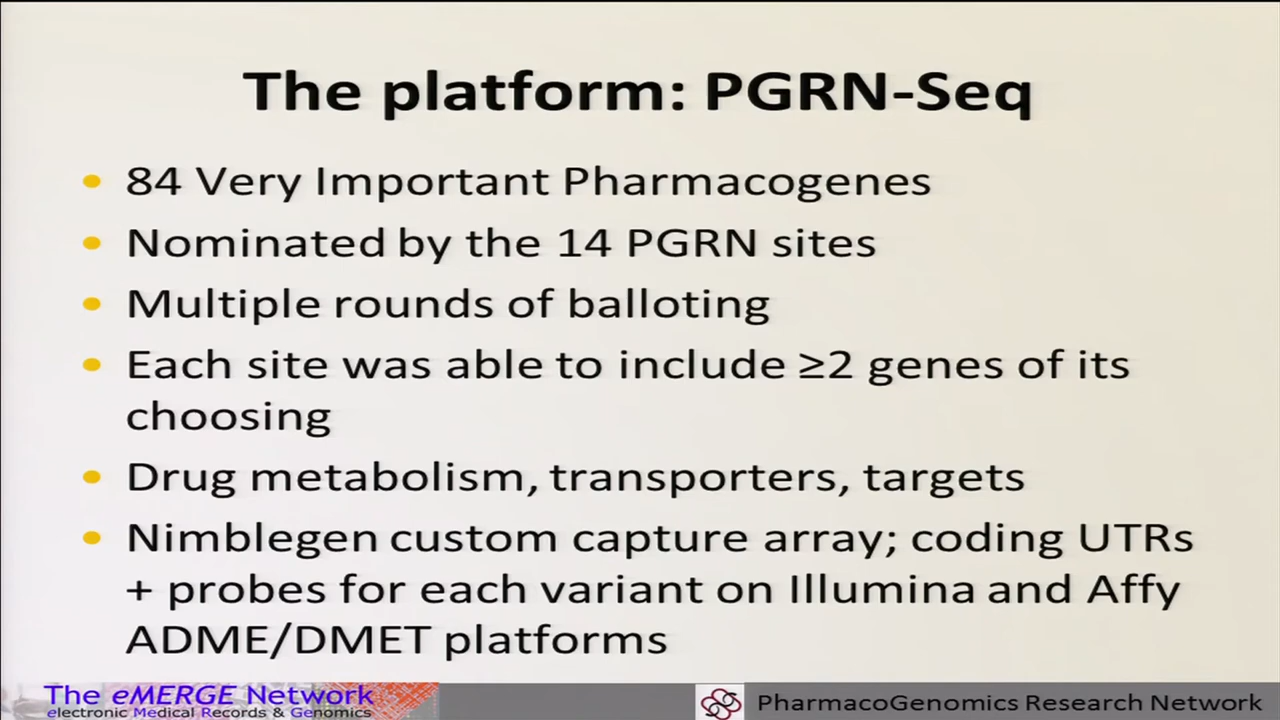 The platform: PGRN-Seq
• 84 Very Important Pharmacogenes
• Nominated by the 14 PGRN sites
• Multiple rounds of balloting
• Each site was able to include ≥2 genes of its
choosing
• Drug metabolism, transporters, targets
• Nimblegen custom capture array; coding UTRs
+ probes for each variant on Illumina and Affy
ADME/DMET platforms
The eMERGE Network
electronic Medical Records & Genomics
PharmacoGenomics Research Network